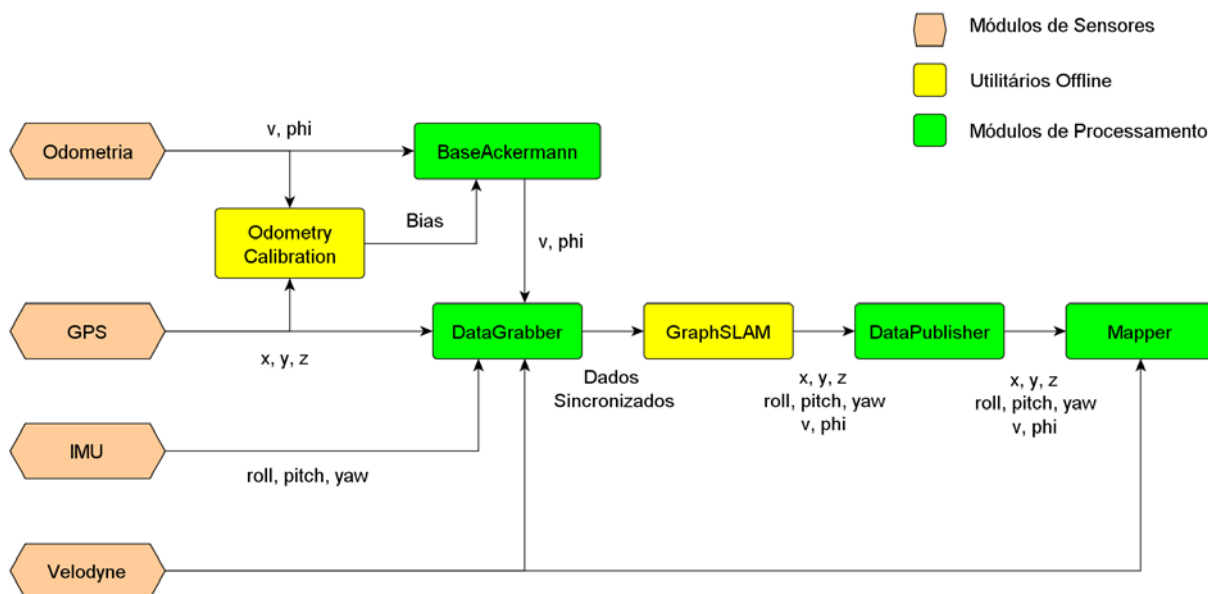 Módulos de Sensores
Utilitários Offline
Módulos de Processamento
Odometria
v, phi
BaseAckermann
Odometry
Calibration
Bias
v, phi
GPS
x, y, z
DataGrabber
Dados
Sincronizados
GraphSLAM
x, y, z
roll, pitch, yaw
v, phi
DataPublisher
x, y, z
roll, pitch, yaw
v, phi
Mapper
IMU
roll, pitch, yaw
Velodyne